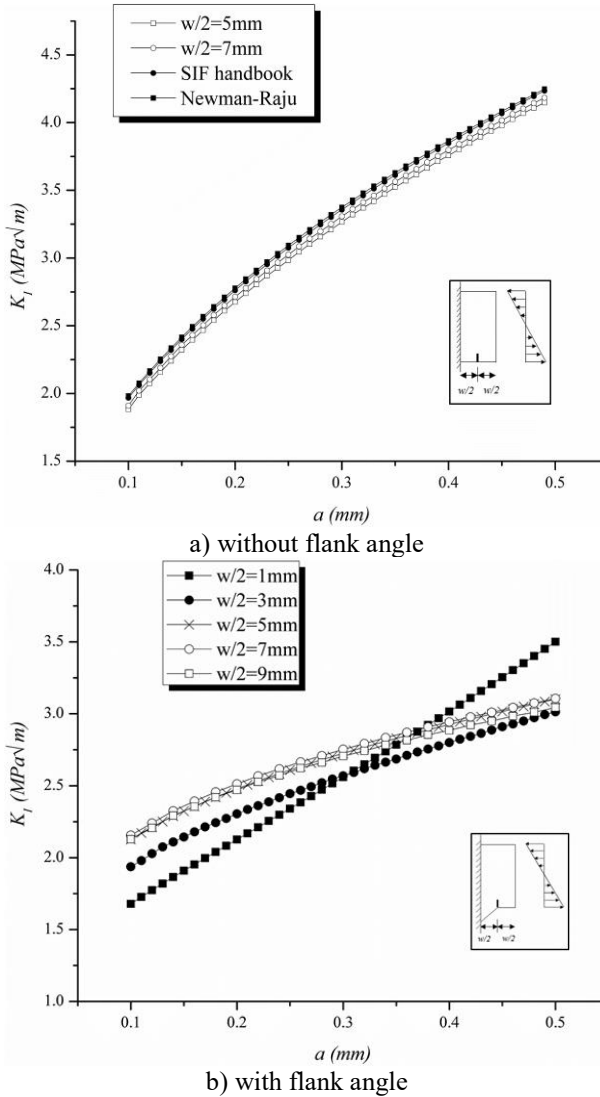 w/2=5mm
w/2=7mm
SIF handbook
Newman-Raju
4.5
4.0
3.5
3.0
2.5
2.0
1.5
K_I (MPa√m)
w/2 w/2
0.1 0.2 0.3 0.4 0.5
a (mm)
a) without flank angle
w/2=1mm
w/2=3mm
w/2=5mm
w/2=7mm
w/2=9mm
4.0
3.5
3.0
2.5
2.0
1.5
1.0
K_I (MPa√m)
w/2 w/2
0.1 0.2 0.3 0.4 0.5
a (mm)
b) with flank angle